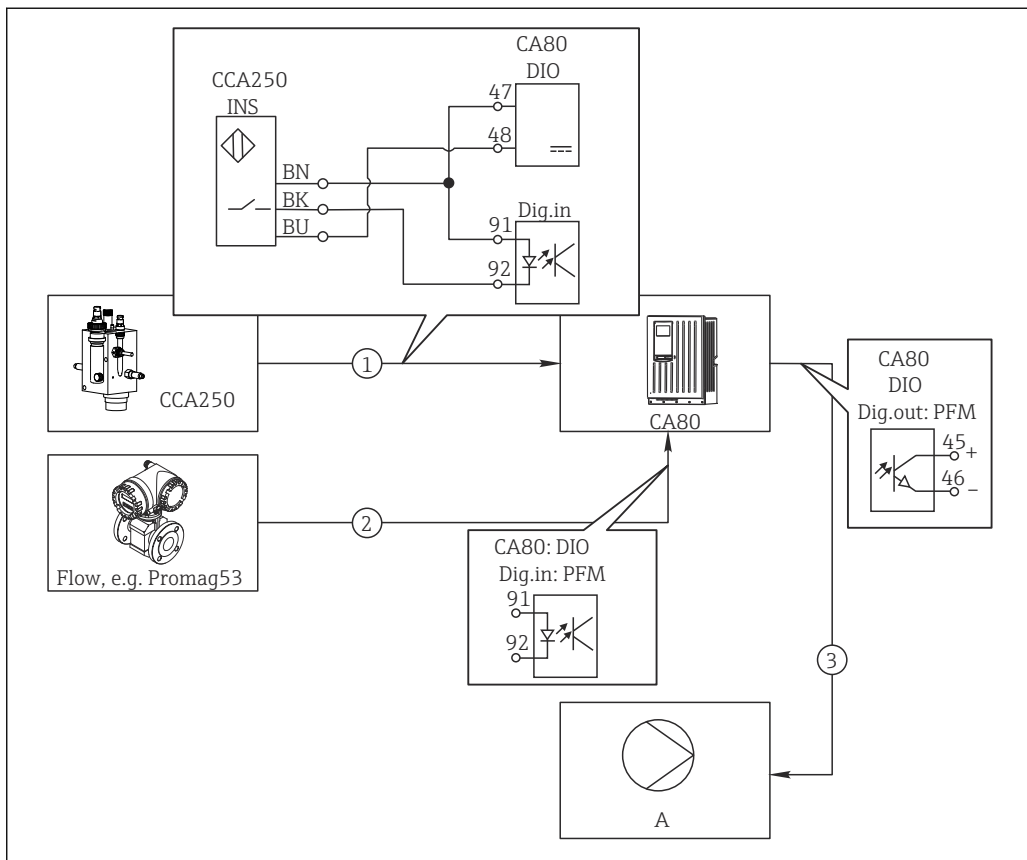 CCA250
INS
BN
BK
BU
CA80
DIO
47
48
Dig.in
91
92
CCA250
1
CA80
CA80
DIO
Dig.out: PFM
45 +
46 −
Flow, e.g. Promag53
2
CA80: DIO
Dig.in: PFM
91
92
3
A